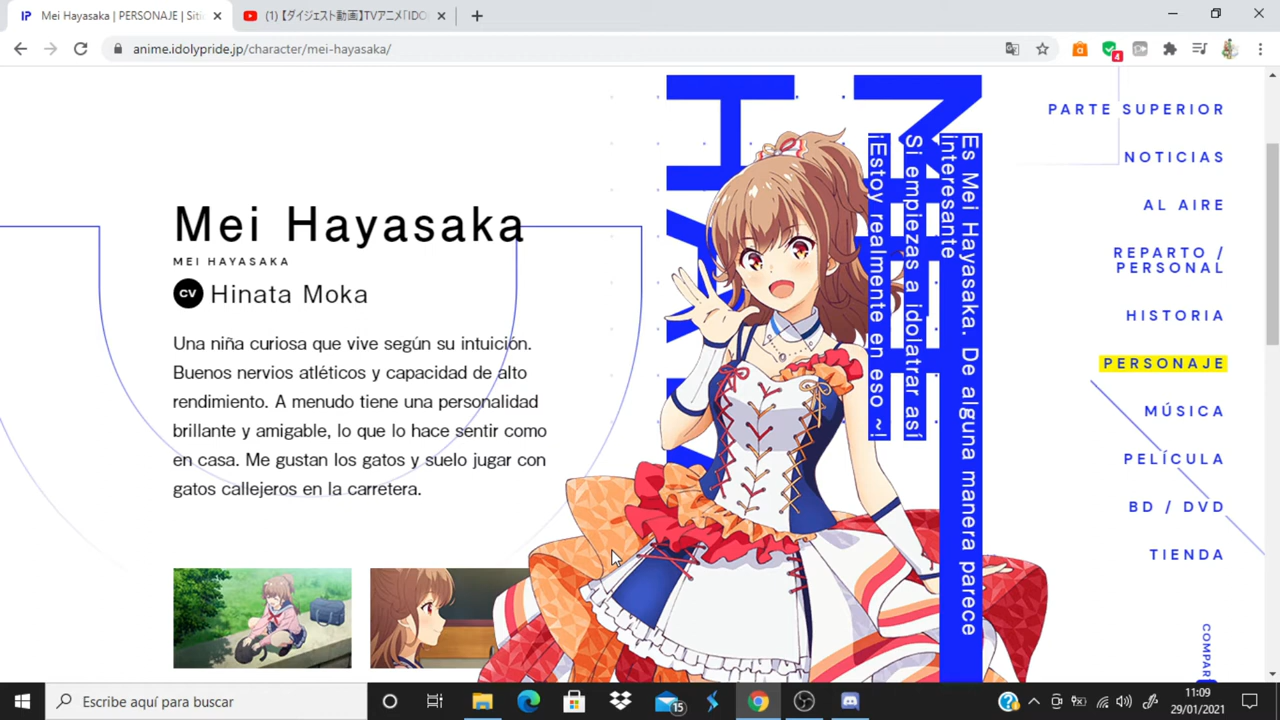 Mei Hayasaka | PERSONAJE | Siti
(1) 【ダイジェスト動画】TVアニメ「IDO
anime.idolypride.jp/character/mei-hayasaka/
4
PARTE SUPERIOR
NOTICIAS
AL AIRE
REPARTO /
PERSONAL
HISTORIA
PERSONAJE
MÚSICA
PELÍCULA
BD / DVD
TIENDA
COMPAR
Mei Hayasaka
MEI HAYASAKA
CV Hinata Moka
Una niña curiosa que vive según su intuición.
Buenos nervios atléticos y capacidad de alto
rendimiento. A menudo tiene una personalidad
brillante y amigable, lo que lo hace sentir como
en casa. Me gustan los gatos y suelo jugar con
gatos callejeros en la carretera.
Es Mei Hayasaka. De alguna manera parece
interesante
Si empiezas a idolatrar así
¡Estoy realmente en eso ~!
Escribe aquí para buscar
15
11:09
29/01/2021